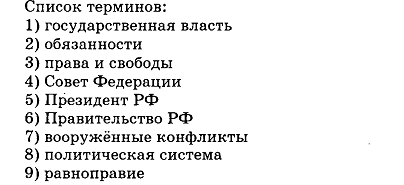 Список терминов:
1) государственная власть
2) обязанности
3) права и свободы
4) Совет Федерации
5) Президент РФ
6) Правительство РФ
7) вооружённые конфликты
8) политическая система
9) равноправие